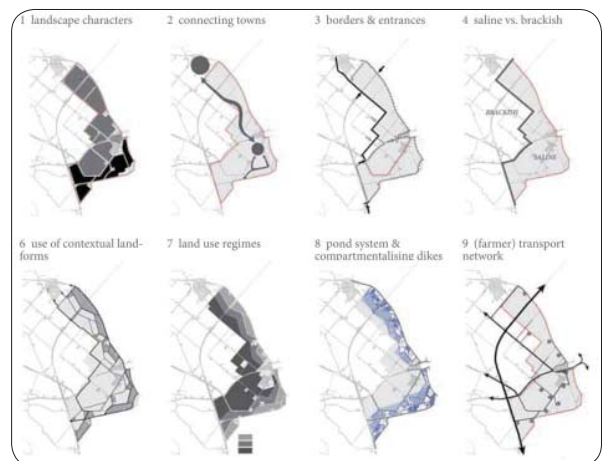 1 landscape characters
2 connecting towns
3 borders & entrances
4 saline vs. brackish
BRACKISH
SALINE
6 use of contextual land-
forms
7 land use regimes
8 pond system &
compartmentalising dikes
9 (farmer) transport
network